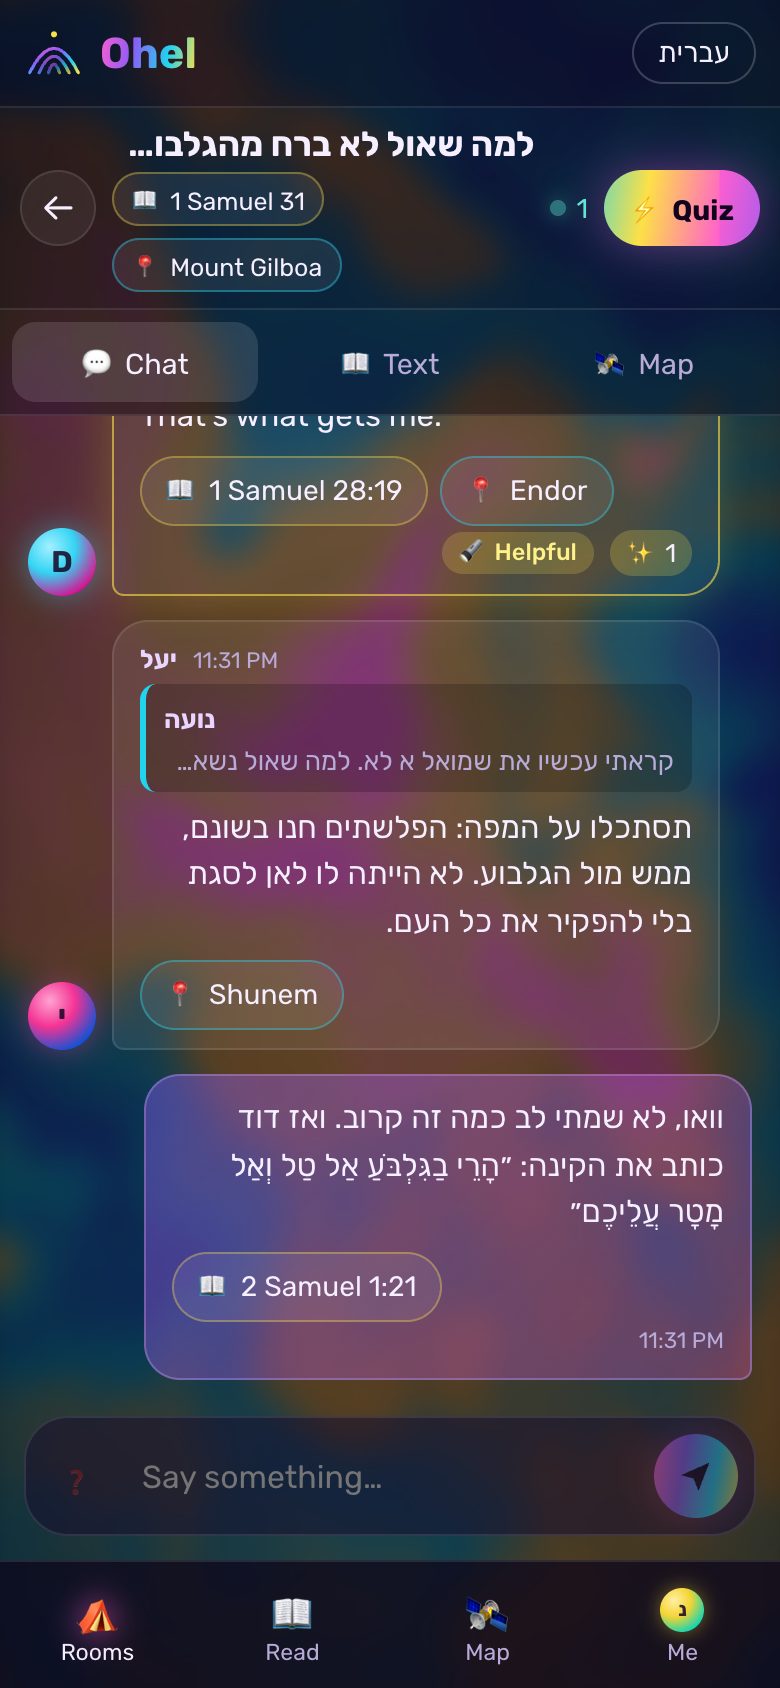 Ohel
עברית
למה שאול לא ברח מהגלבו...
1 Samuel 31
Mount Gilboa
1
Quiz
Chat
Text
Map
That's what gets me.
1 Samuel 28:19
Endor
Helpful
1
D
יעל 11:31 PM
נועה
קראתי עכשיו את שמואל א לא. למה שאול נשא...
תסתכלו על המפה: הפלשתים חנו בשונם,
ממש מול הגלבוע. לא הייתה לו לאן לסגת
בלי להפקיר את כל העם.
Shunem
י
וואו, לא שמתי לב כמה זה קרוב. ואז דוד
כותב את הקינה: ״הָרֵי בַגִּלְבֹּעַ אַל טַל וְאַל
מָטָר עֲלֵיכֶם״
2 Samuel 1:21
11:31 PM
?
Say something...
Rooms
Read
Map
נ
Me